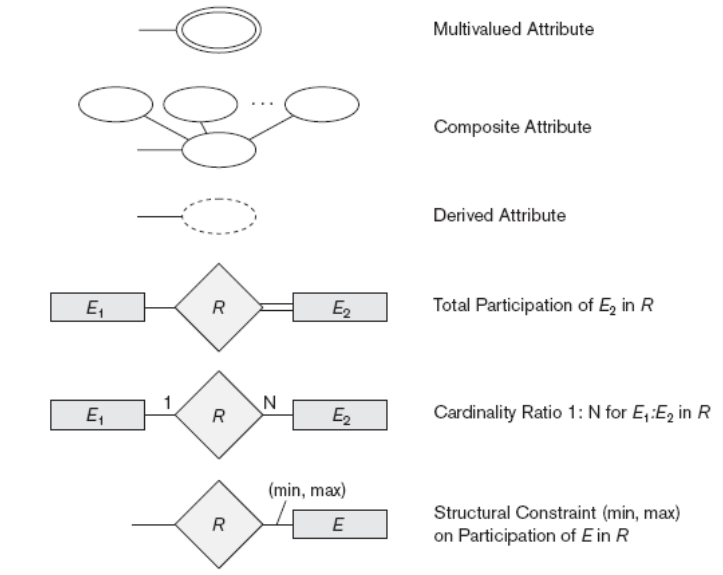 Multivalued Attribute
...
Composite Attribute
Derived Attribute
E₁ R E₂ Total Participation of E₂ in R
E₁ 1 R N E₂ Cardinality Ratio 1: N for E₁:E₂ in R
(min, max)
R E Structural Constraint (min, max)
on Participation of E in R